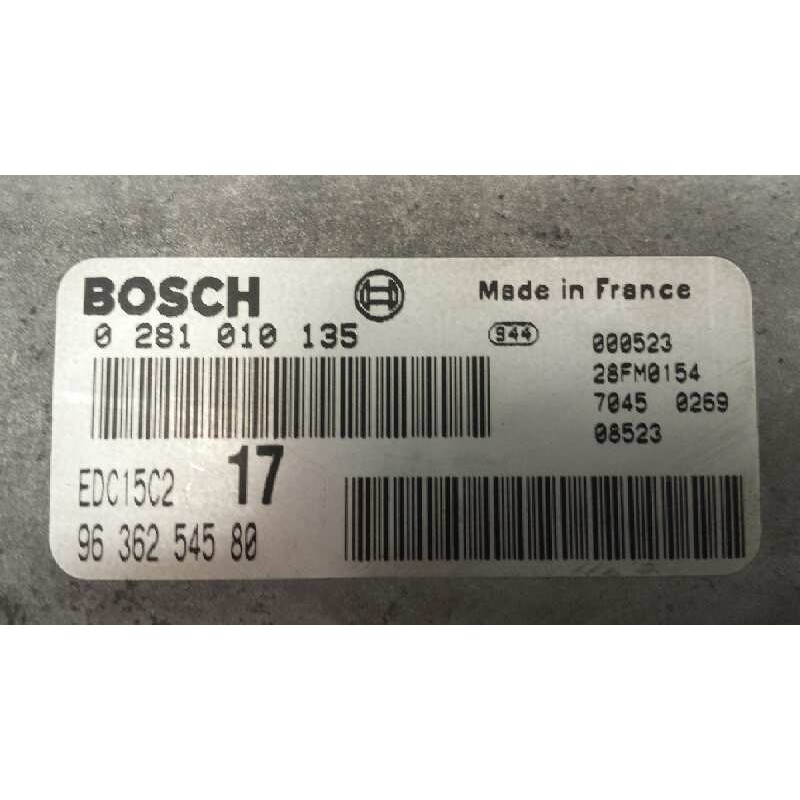 BOSCH
Made in France
0 281 010 135
944
000523
28FM0154
7045 0269
08523
EDC15C2 17
96 362 545 80